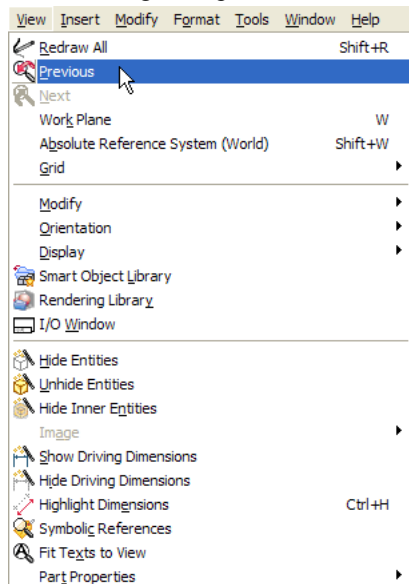 View Insert Modify Format Tools Window Help
Redraw All Shift+R
Previous
Next
Work Plane W
Absolute Reference System (World) Shift+W
Grid
Modify
Orientation
Display
Smart Object Library
Rendering Library
I/O Window
Hide Entities
Unhide Entities
Hide Inner Entities
Image
Show Driving Dimensions
Hide Driving Dimensions
Highlight Dimensions Ctrl+H
Symbolic References
Fit Texts to View
Part Properties